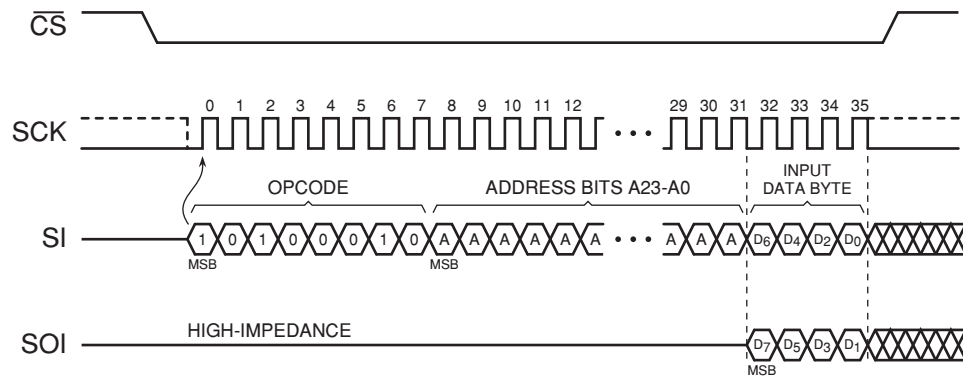 CS
0 1 2 3 4 5 6 7 8 9 10 11 12 29 30 31 32 33 34 35
SCK
OPCODE ADDRESS BITS A23-A0 INPUT DATA BYTE
SI 1 0 1 0 0 0 1 0 A A A A A A A A A D6 D4 D2 D0
MSB MSB
HIGH-IMPEDANCE
SOI D7 D5 D3 D1
MSB